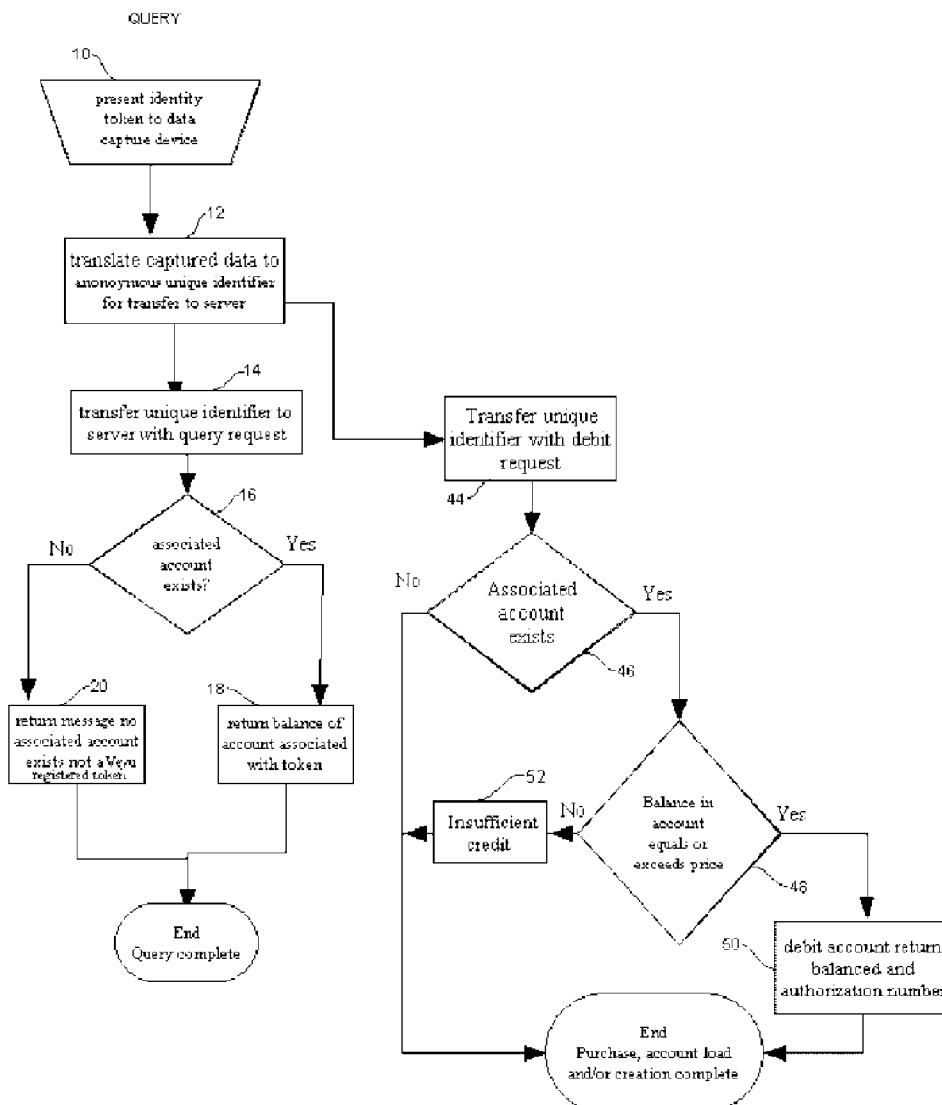 QUERY
10
present identity
token to data
capture device
12
translate captured data to
anonoymous unique identifier
for transfer to server
14
transfer unique identifier to
server with query request
16
associated
account
exists?
No
Yes
20
return message no
associated account
exists not a
registered token
18
return balance of
account associated
with token
End
Query complete
Transfer unique
identifier with debit
request
44
Associated
account
exists
No
Yes
46
52
Insufficient
credit
No
Balance in
account
equals or
exceeds price
Yes
48
50
debit account return
balanced and
authorization number
End
Purchase, account load
and/or creation complete